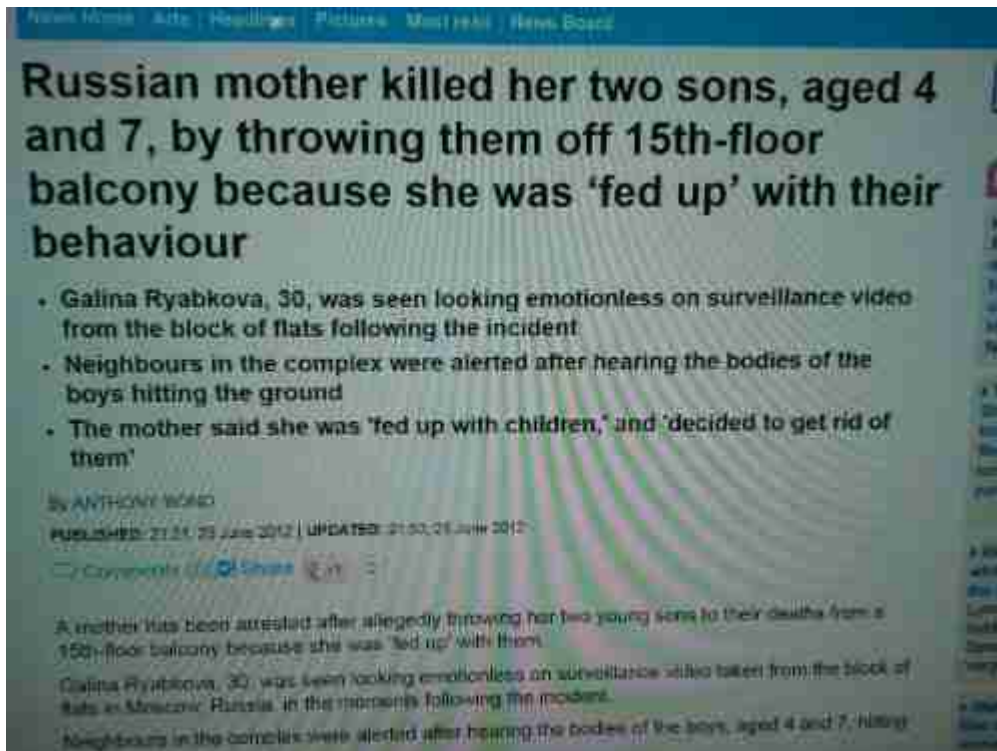 News Home Arts Headlines Pictures Most read News Board
Russian mother killed her two sons, aged 4
and 7, by throwing them off 15th-floor
balcony because she was ‘fed up’ with their
behaviour
• Galina Ryabkova, 30, was seen looking emotionless on surveillance video
from the block of flats following the incident
• Neighbours in the complex were alerted after hearing the bodies of the
boys hitting the ground
• The mother said she was 'fed up with children,' and 'decided to get rid of
them'
By ANTHONY BOND
PUBLISHED: 21:31, 25 June 2012 | UPDATED: 25 June 2012
Comments Share
A mother has been arrested after allegedly throwing her two young sons to their deaths from a
15th-floor balcony because she was 'fed up' with them.
Galina Ryabkova, 30, was seen looking emotionless on surveillance video taken from the block of
flats in Moscow, Russia, in the moments following the incident.
Neighbours in the complex were alerted after hearing the bodies of the boys, aged 4 and 7, hitting